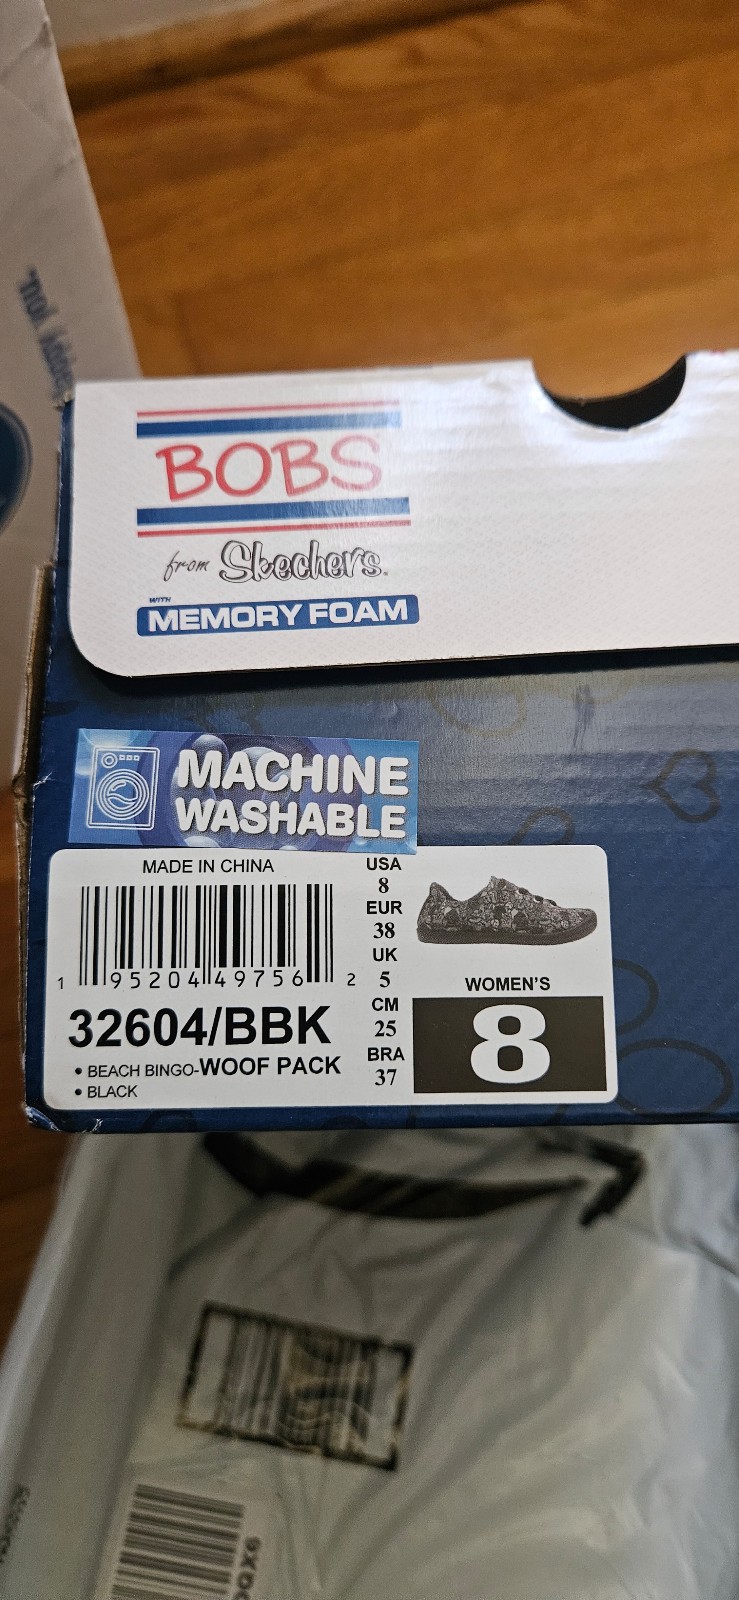 BOBS
from Skechers
WITH
MEMORY FOAM
MACHINE
WASHABLE
MADE IN CHINA
1 95204 49756 2
32604/BBK
• BEACH BINGO-WOOF PACK
• BLACK
USA
8
EUR
38
UK
5
CM
25
BRA
37
WOMEN'S
8